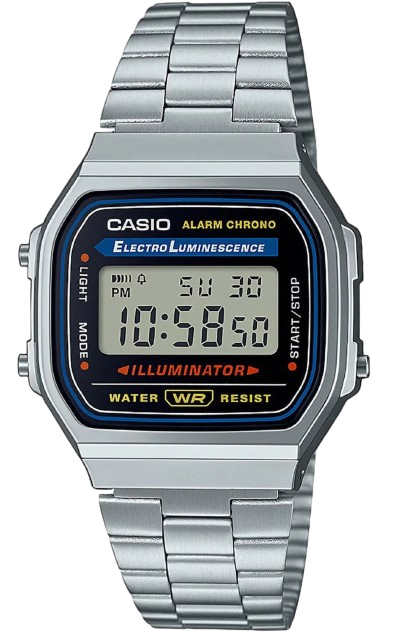 CASIO ALARM CHRONO
ELECTRO LUMINESCENCE
LIGHT
PM SU 30
10:58 50
MODE
START/STOP
ILLUMINATOR
WATER WR RESIST